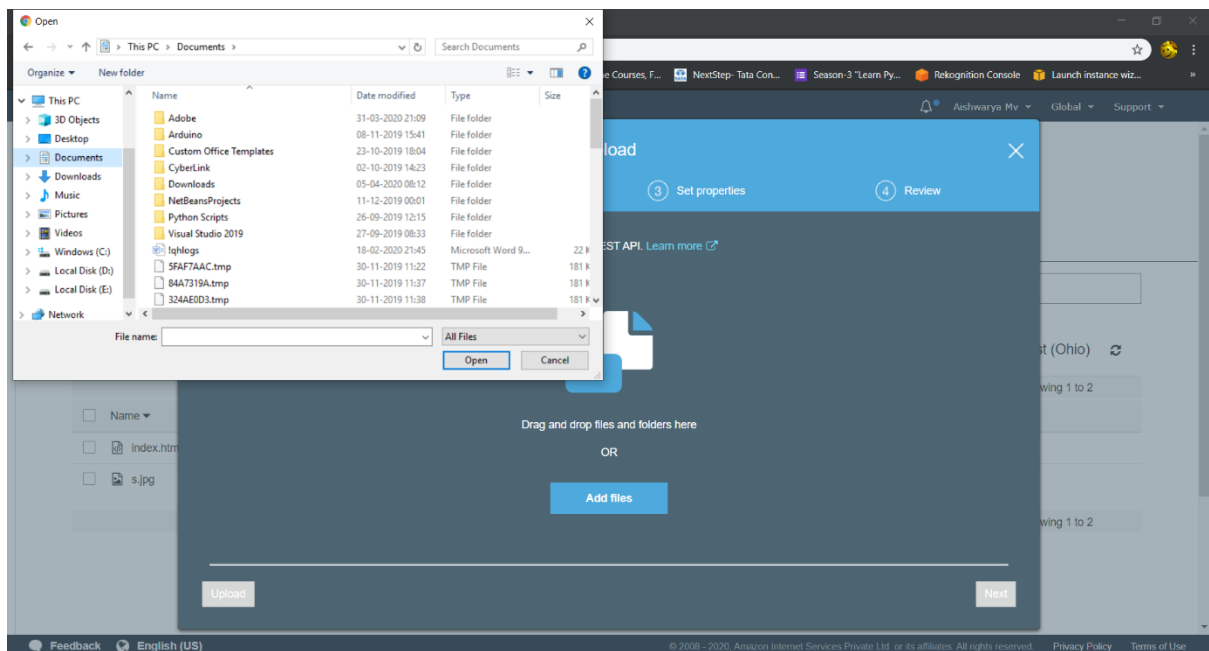 Open
This PC > Documents >
Search Documents
Organize New folder
Name Date modified Type Size
This PC
3D Objects
Desktop
Documents
Downloads
Music
Pictures
Videos
Windows (C:)
Local Disk (D:)
Local Disk (E:)
Network
Adobe 31-03-2020 21:09 File folder
Arduino 08-11-2019 15:41 File folder
Custom Office Templates 23-10-2019 18:04 File folder
CyberLink 02-10-2019 14:23 File folder
Downloads 05-04-2020 08:12 File folder
NetBeansProjects 11-12-2019 00:01 File folder
Python Scripts 26-09-2019 12:15 File folder
Visual Studio 2019 27-09-2019 08:33 File folder
!qhlogs 18-02-2020 21:45 Microsoft Word 9... 22 K
5FAF7AAC.tmp 30-11-2019 11:22 TMP File 181 K
84A7319A.tmp 30-11-2019 11:37 TMP File 181 K
324AE0D3.tmp 30-11-2019 11:38 TMP File 181 K
File name: All Files
Open Cancel
e Courses, F... NextStep- Tata Con... Season-3 "Learn Py... Rekognition Console Launch instance wiz... »
Aishwarya Mv Global Support
load
3 Set properties 4 Review
EST API. Learn more
st (Ohio)
wing 1 to 2
Name
index.htm
s.jpg
Drag and drop files and folders here
OR
Add files
wing 1 to 2
Upload Next
Feedback English (US) © 2008 - 2020, Amazon Internet Services Private Ltd. or its affiliates. All rights reserved. Privacy Policy Terms of Use